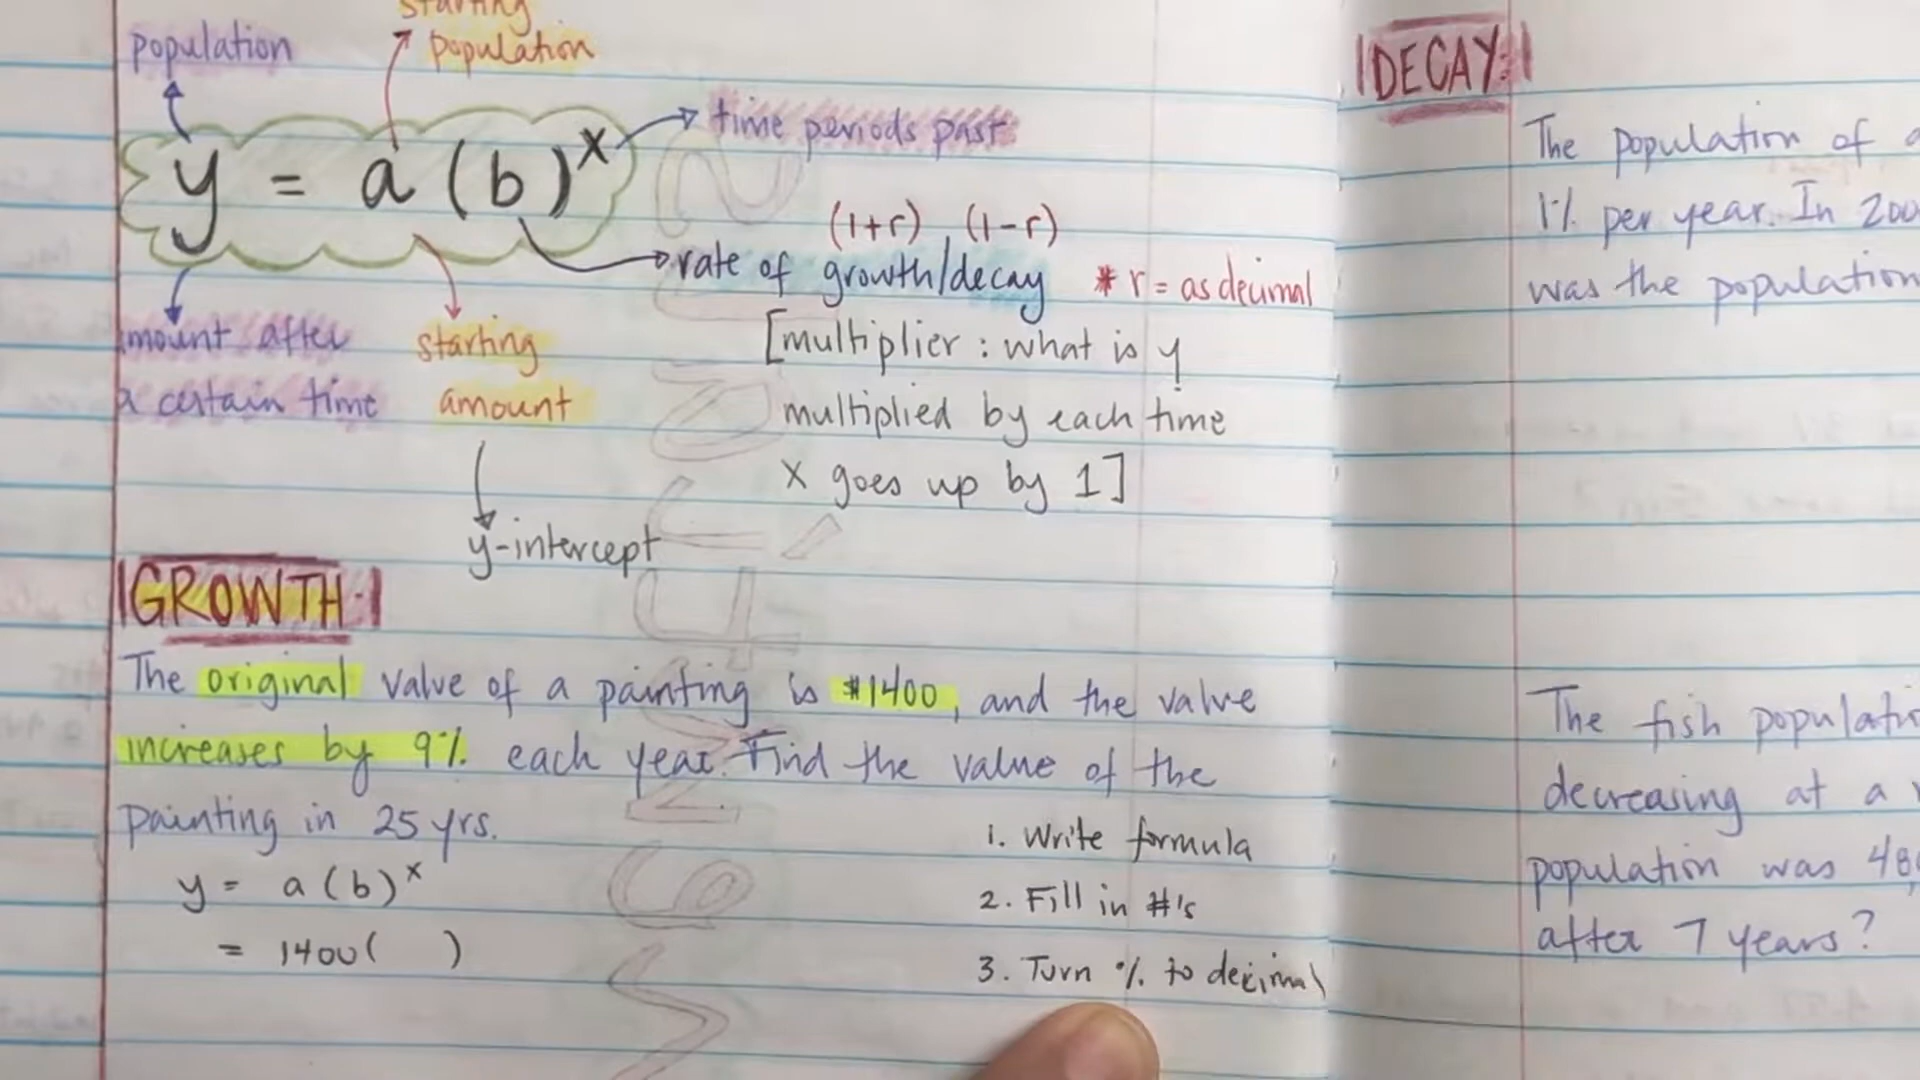 starting
population
population
time periods past
y = a (b)^x
(1+r) (1-r)
rate of growth/decay * r = as decimal
[multiplier : what is y
multiplied by each time
x goes up by 1]
amount after
a certain time
starting
amount
y-intercept
GROWTH:
The original value of a painting is $1400, and the value
increases by 9% each year. Find the value of the
painting in 25 yrs.
y = a (b)^x
= 1400( )
1. Write formula
2. Fill in #'s
3. Turn % to decimal
DECAY:
The population of
1% per year. In 200
was the population
The fish populatio
decreasing at a
population was 48
after 7 years?